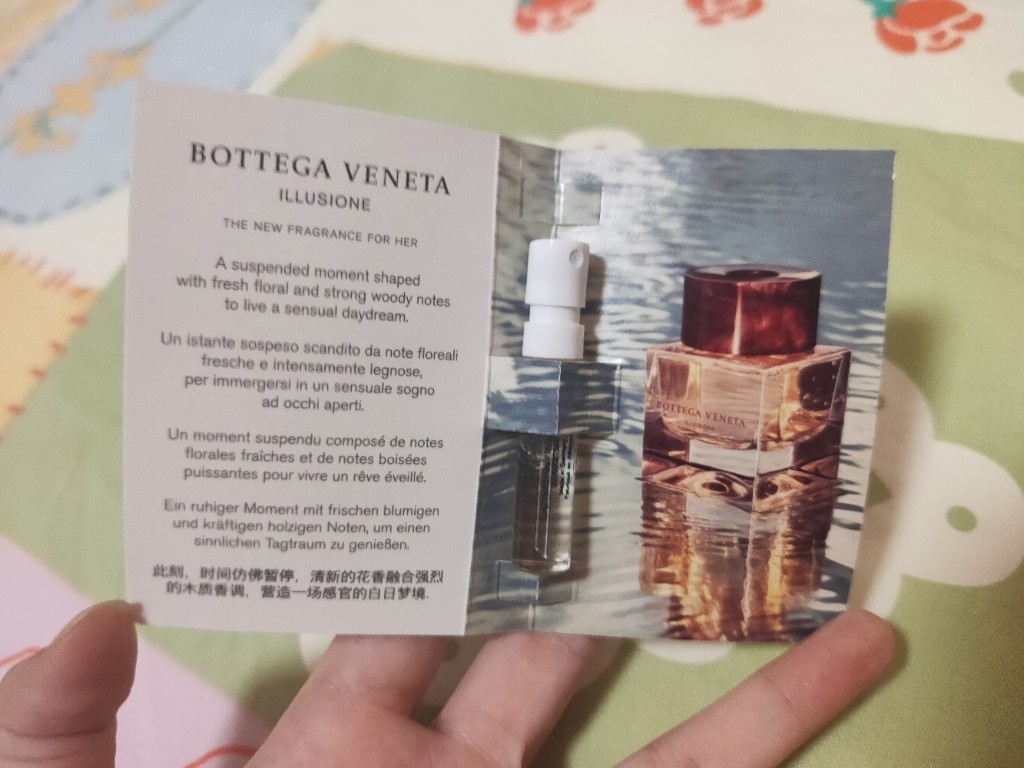 BOTTEGA VENETA
ILLUSIONE
THE NEW FRAGRANCE FOR HER
A suspended moment shaped
with fresh floral and strong woody notes
to live a sensual daydream.
Un istante sospeso scandito da note floreali
fresche e intensamente legnose,
per immergersi in un sensuale sogno
ad occhi aperti.
Un moment suspendu composé de notes
florales fraîches et de notes boisées
puissantes pour vivre un rêve éveillé.
Ein ruhiger Moment mit frischen blumigen
und kräftigen holzigen Noten, um einen
sinnlichen Tagtraum zu genießen.
此刻，时间仿佛暂停，清新的花香融合强烈
的木质香调，营造一场感官的白日梦境.
BOTTEGA VENETA
ILLUSIONE